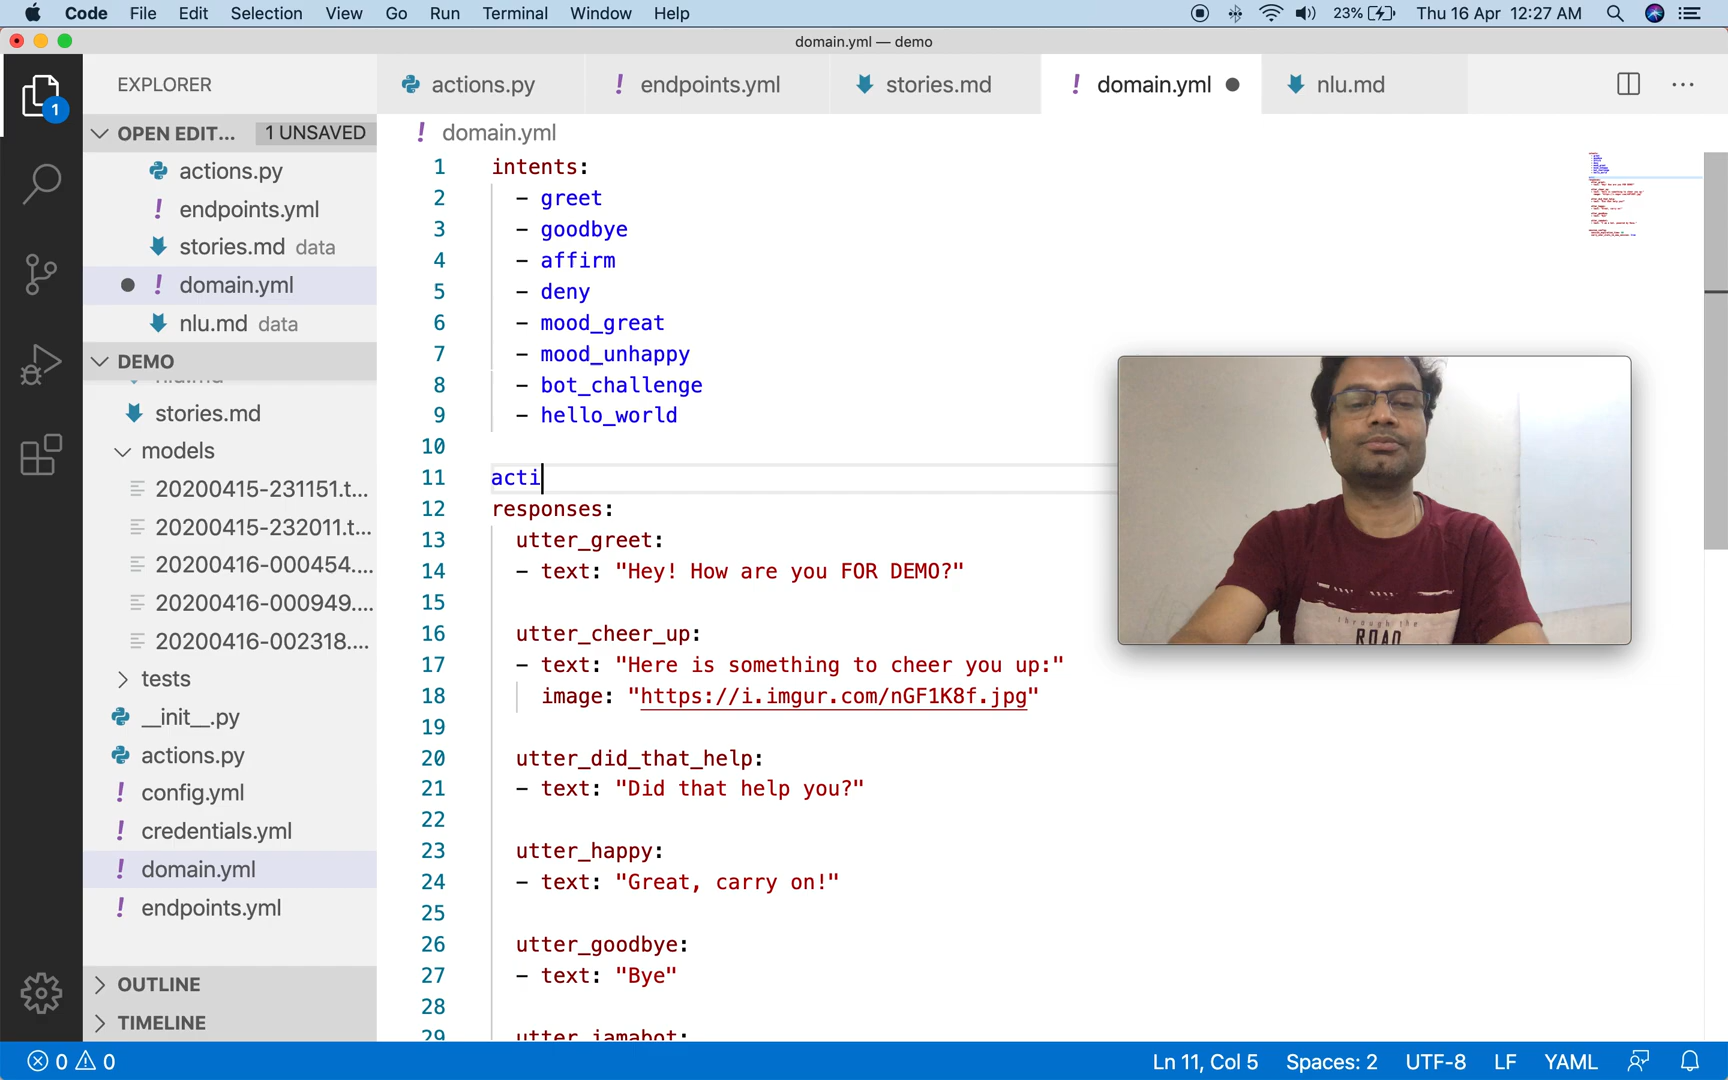 Code File Edit Selection View Go Run Terminal Window Help 23% Thu 16 Apr 12:27 AM
domain.yml — demo
EXPLORER
actions.py ! endpoints.yml stories.md ! domain.yml nlu.md
OPEN EDIT... 1 UNSAVED
! domain.yml
actions.py
! endpoints.yml
stories.md data
! domain.yml
nlu.md data
DEMO
nlu.md
stories.md
models
20200415-231151.t...
20200415-232011.t...
20200416-000454....
20200416-000949....
20200416-002318....
tests
__init__.py
actions.py
! config.yml
! credentials.yml
! domain.yml
! endpoints.yml
OUTLINE
TIMELINE
1 intents:
2 - greet
3 - goodbye
4 - affirm
5 - deny
6 - mood_great
7 - mood_unhappy
8 - bot_challenge
9 - hello_world
10
11 acti
12 responses:
13 utter_greet:
14 - text: "Hey! How are you FOR DEMO?"
15
16 utter_cheer_up:
17 - text: "Here is something to cheer you up:"
18 image: "https://i.imgur.com/nGF1K8f.jpg"
19
20 utter_did_that_help:
21 - text: "Did that help you?"
22
23 utter_happy:
24 - text: "Great, carry on!"
25
26 utter_goodbye:
27 - text: "Bye"
28
29 utter_iamabot:
through the
ROAD
1
0 0 Ln 11, Col 5 Spaces: 2 UTF-8 LF YAML